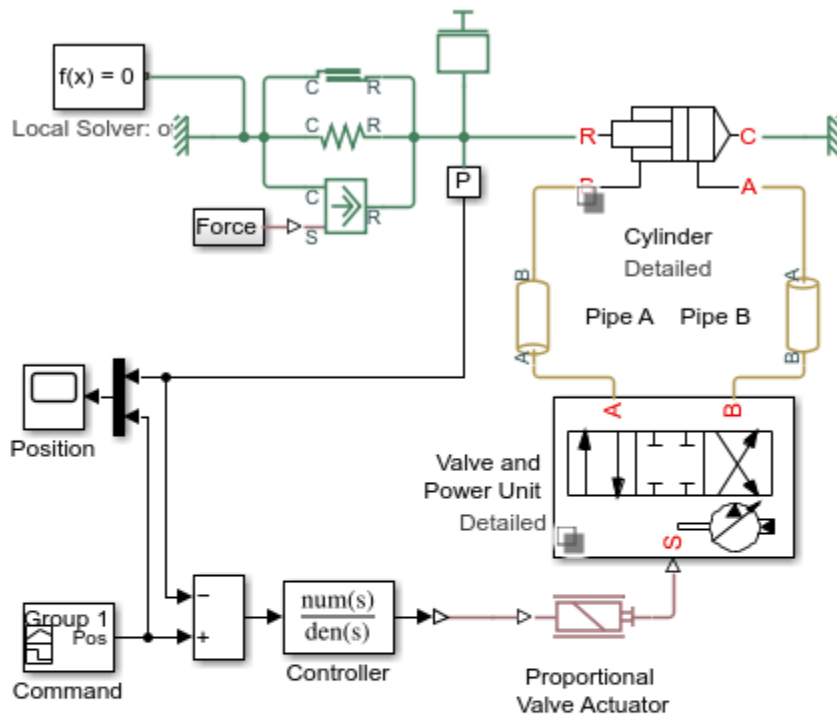 f(x) = 0
Local Solver: o
C R
C R
C R
S
Force
P
R C
A
Cylinder
Detailed
B A
Pipe A Pipe B
A B
A B
Position
Valve and
Power Unit
Detailed
S
Group 1
Pos
Command
−
+
num(s)
den(s)
Controller
Proportional
Valve Actuator